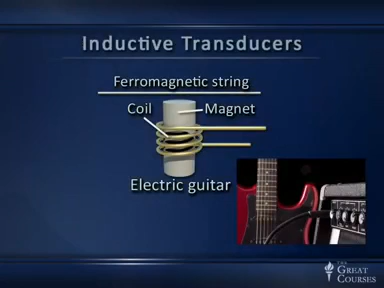 Inductive Transducers
Ferromagnetic string
Coil
Magnet
Electric guitar
THE
GREAT
COURSES